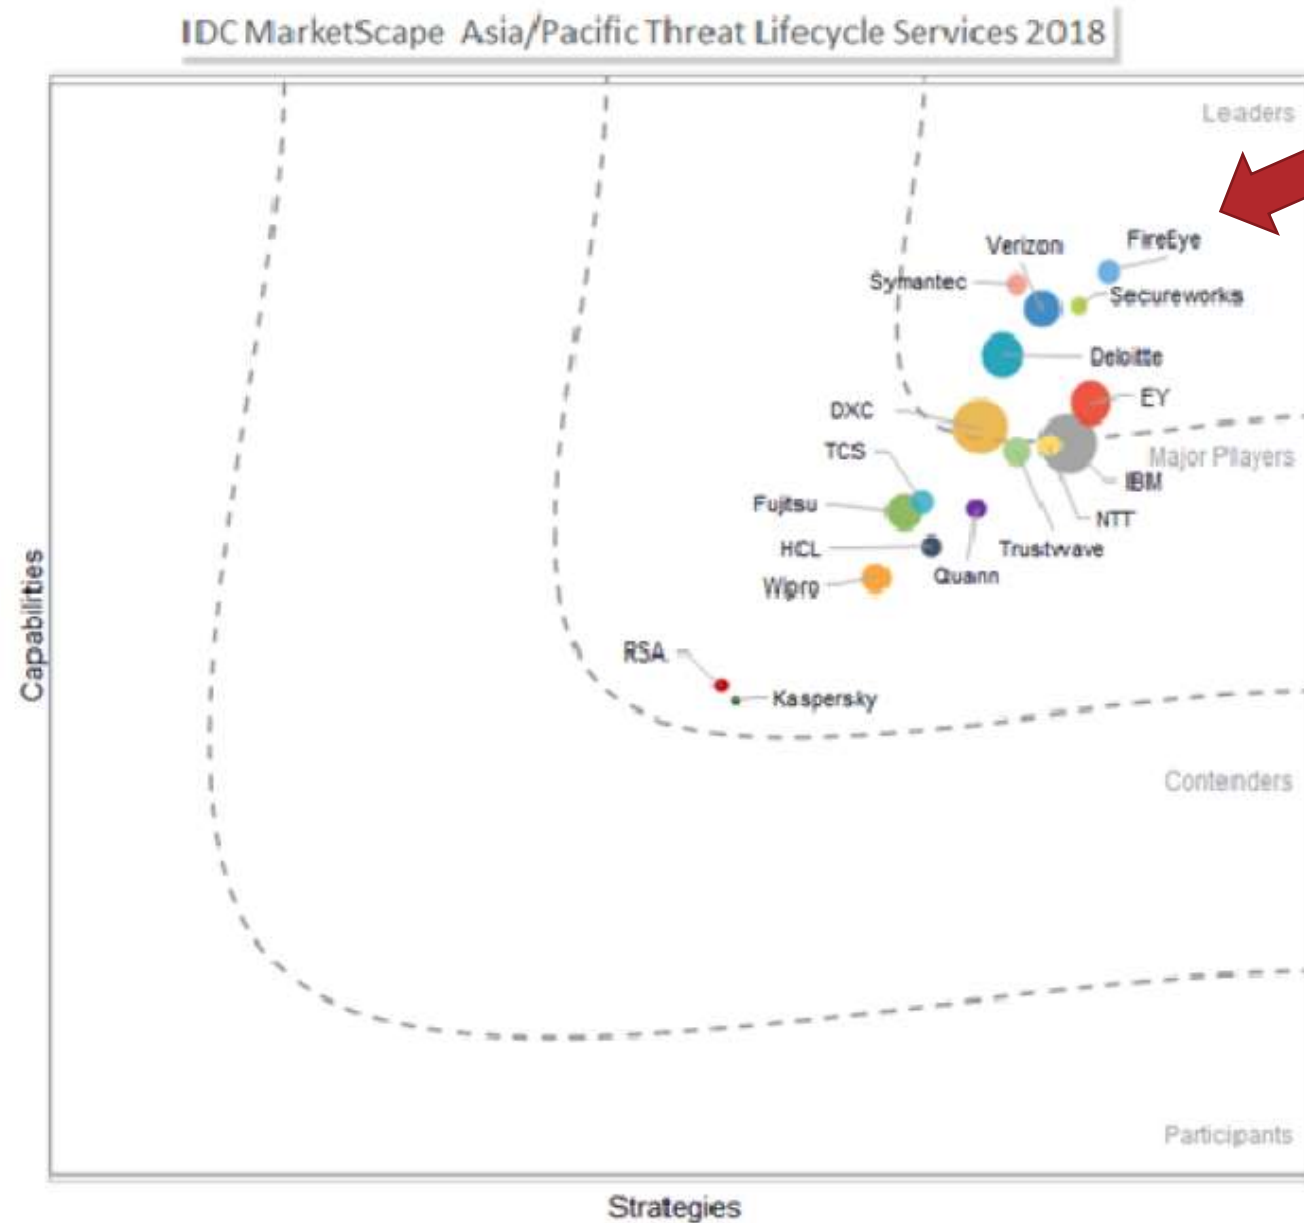 IDC MarketScape Asia/Pacific Threat Lifecycle Services 2018
Leaders
FireEye
Verizon
Symantec
Secureworks
Deloitte
EY
DXC
TCS
Major Players
IBM
Fujitsu
NTT
HCL
Trustwave
Quann
Wipro
Capabilities
RSA
Kaspersky
Contenders
Participants
Strategies